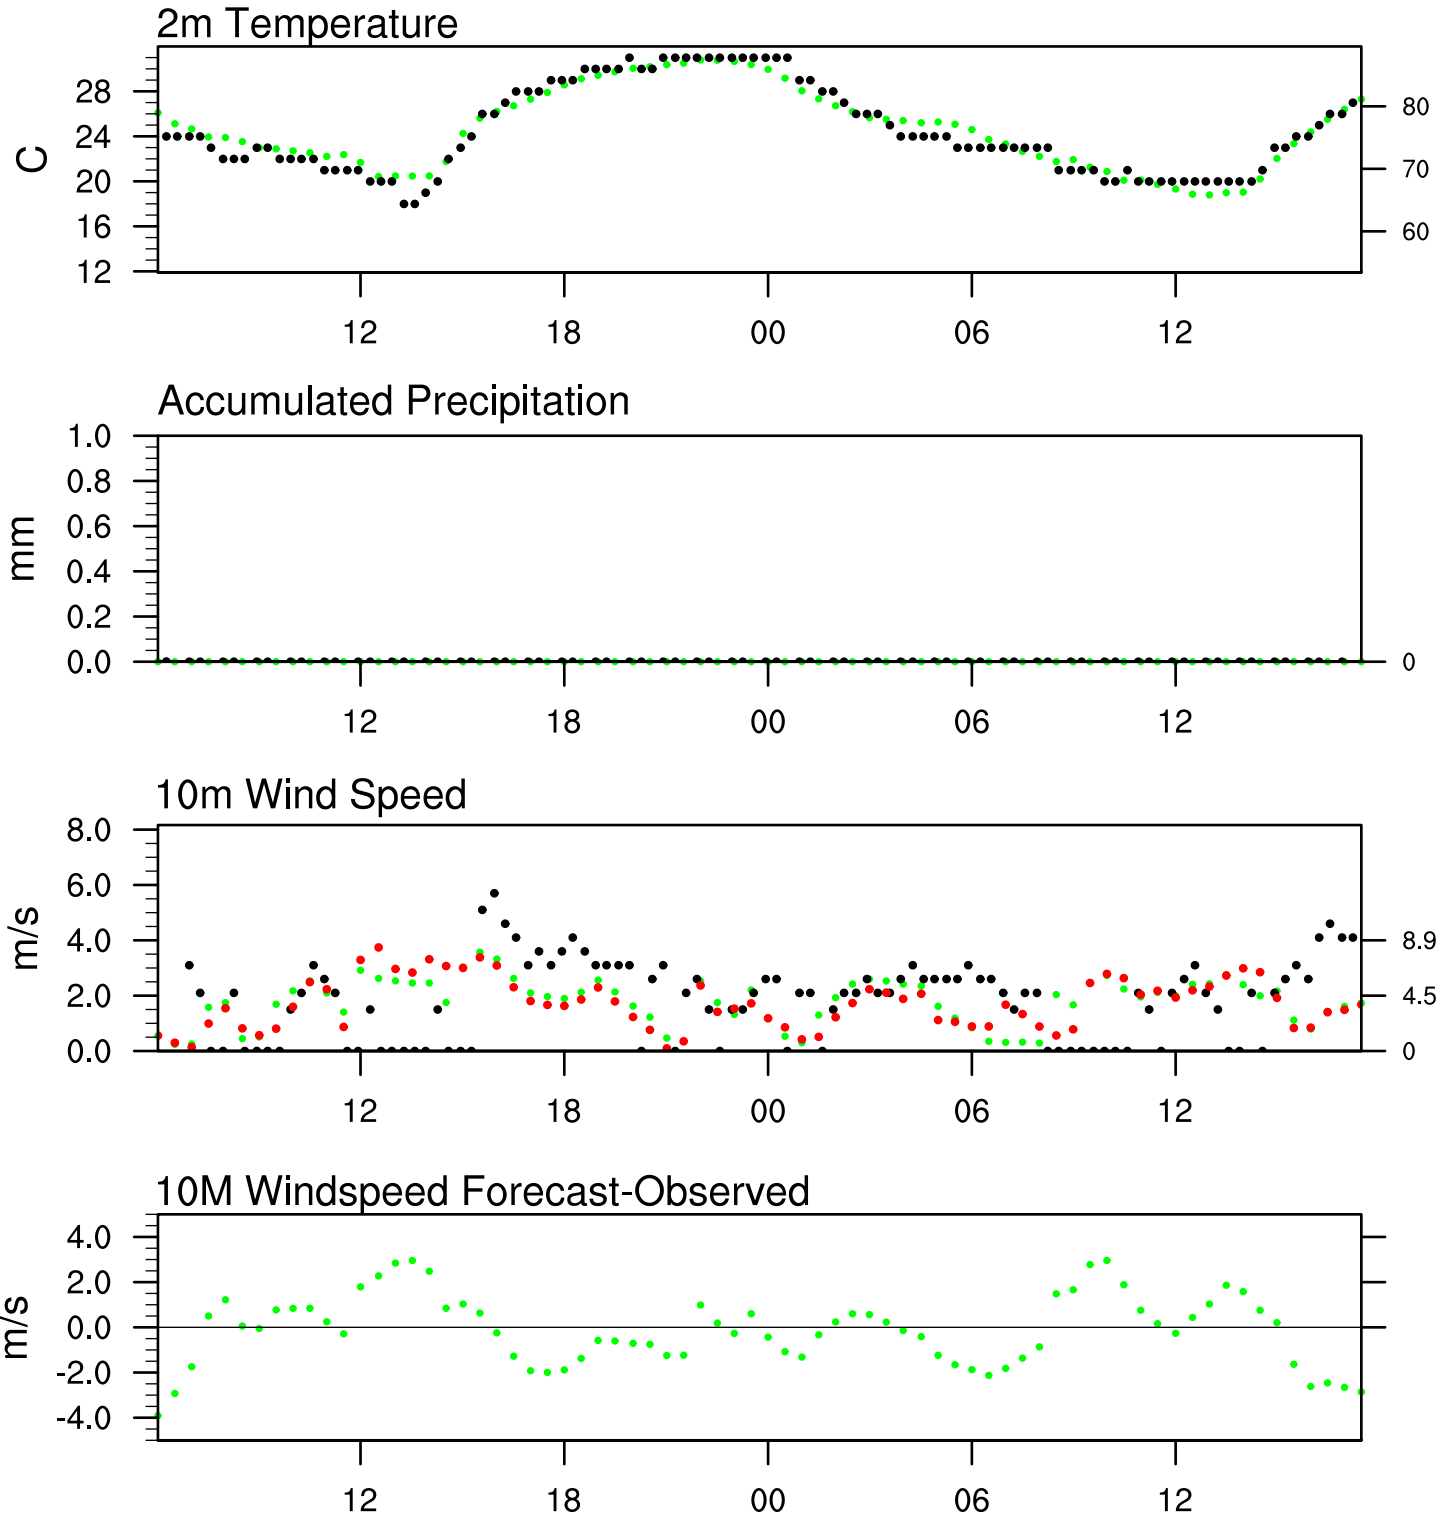 2m Temperature
28
24
20
16
12
C
80
70
60
12 18 00 06 12
Accumulated Precipitation
1.0
0.8
0.6
0.4
0.2
0.0
mm
0
12 18 00 06 12
10m Wind Speed
8.0
6.0
4.0
2.0
0.0
m/s
8.9
4.5
0
12 18 00 06 12
10M Windspeed Forecast-Observed
4.0
2.0
0.0
-2.0
-4.0
m/s
12 18 00 06 12